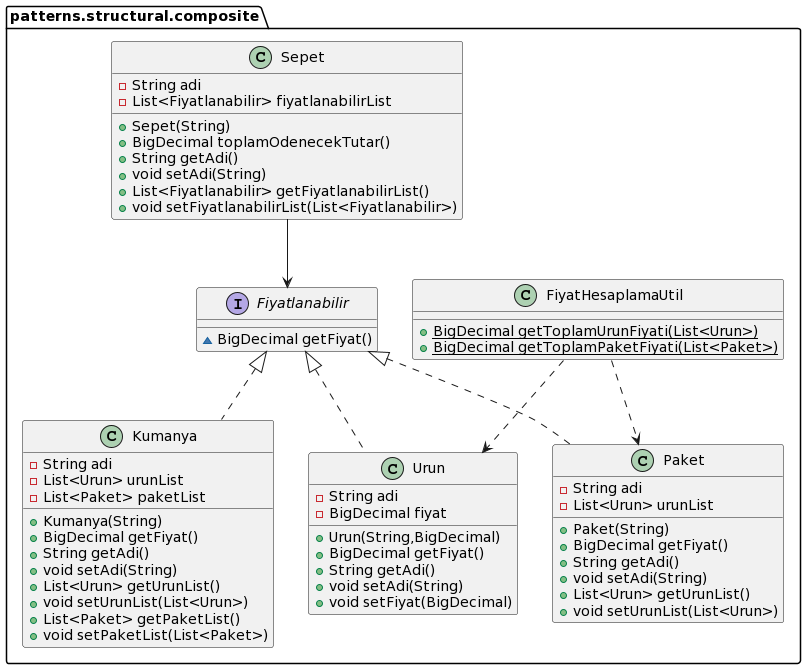 patterns.structural.composite
C Sepet
String adi
List<Fiyatlanabilir> fiyatlanabilirList
Sepet(String)
BigDecimal toplamOdenecekTutar()
String getAdi()
void setAdi(String)
List<Fiyatlanabilir> getFiyatlanabilirList()
void setFiyatlanabilirList(List<Fiyatlanabilir>)
I Fiyatlanabilir
BigDecimal getFiyat()
C FiyatHesaplamaUtil
BigDecimal getToplamUrunFiyati(List<Urun>)
BigDecimal getToplamPaketFiyati(List<Paket>)
C Kumanya
String adi
List<Urun> urunList
List<Paket> paketList
Kumanya(String)
BigDecimal getFiyat()
String getAdi()
void setAdi(String)
List<Urun> getUrunList()
void setUrunList(List<Urun>)
List<Paket> getPaketList()
void setPaketList(List<Paket>)
C Urun
String adi
BigDecimal fiyat
Urun(String,BigDecimal)
BigDecimal getFiyat()
String getAdi()
void setAdi(String)
void setFiyat(BigDecimal)
C Paket
String adi
List<Urun> urunList
Paket(String)
BigDecimal getFiyat()
String getAdi()
void setAdi(String)
List<Urun> getUrunList()
void setUrunList(List<Urun>)